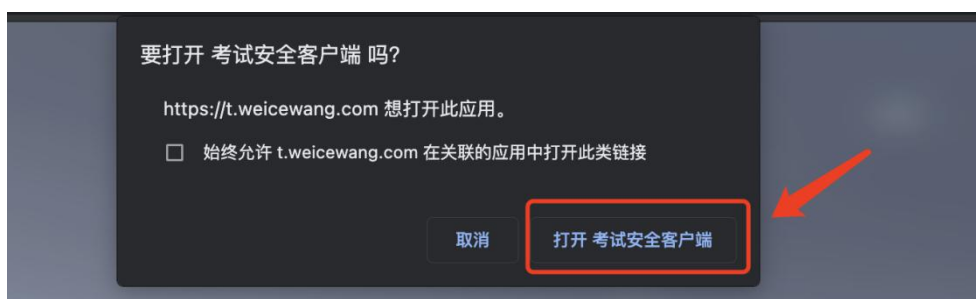 要打开 考试安全客户端 吗?
https://t.weicewang.com 想打开此应用。
始终允许 t.weicewang.com 在关联的应用中打开此类链接
取消
打开 考试安全客户端